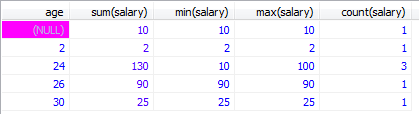 age sum(salary) min(salary) max(salary) count(salary)
(NULL) 10 10 10 1
2 2 2 2 1
24 130 10 100 3
26 90 90 90 1
30 25 25 25 1